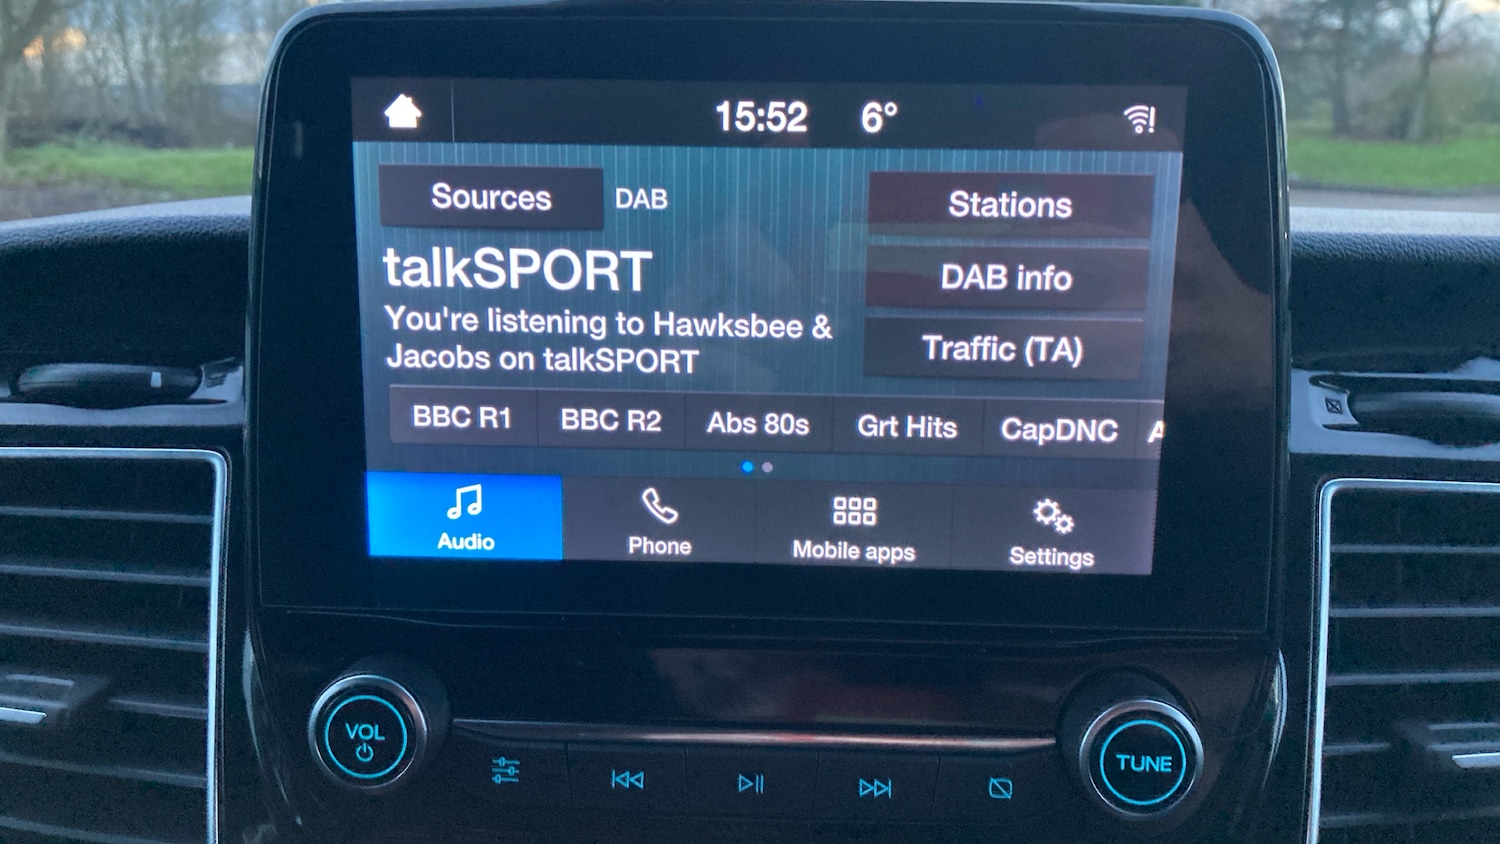 15:52 6°
Sources DAB
Stations
talkSPORT
DAB info
You're listening to Hawksbee &
Jacobs on talkSPORT
Traffic (TA)
BBC R1 BBC R2 Abs 80s Grt Hits CapDNC A
Audio Phone Mobile apps Settings
VOL
TUNE